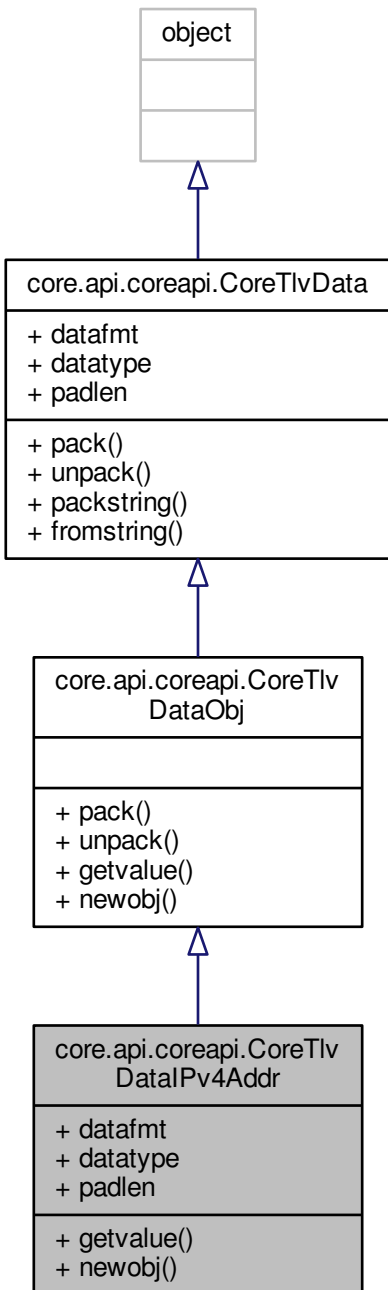 object
core.api.coreapi.CoreTlvData
+ datafmt
+ datatype
+ padlen
+ pack()
+ unpack()
+ packstring()
+ fromstring()
core.api.coreapi.CoreTlv
DataObj
+ pack()
+ unpack()
+ getvalue()
+ newobj()
core.api.coreapi.CoreTlv
DataIPv4Addr
+ datafmt
+ datatype
+ padlen
+ getvalue()
+ newobj()